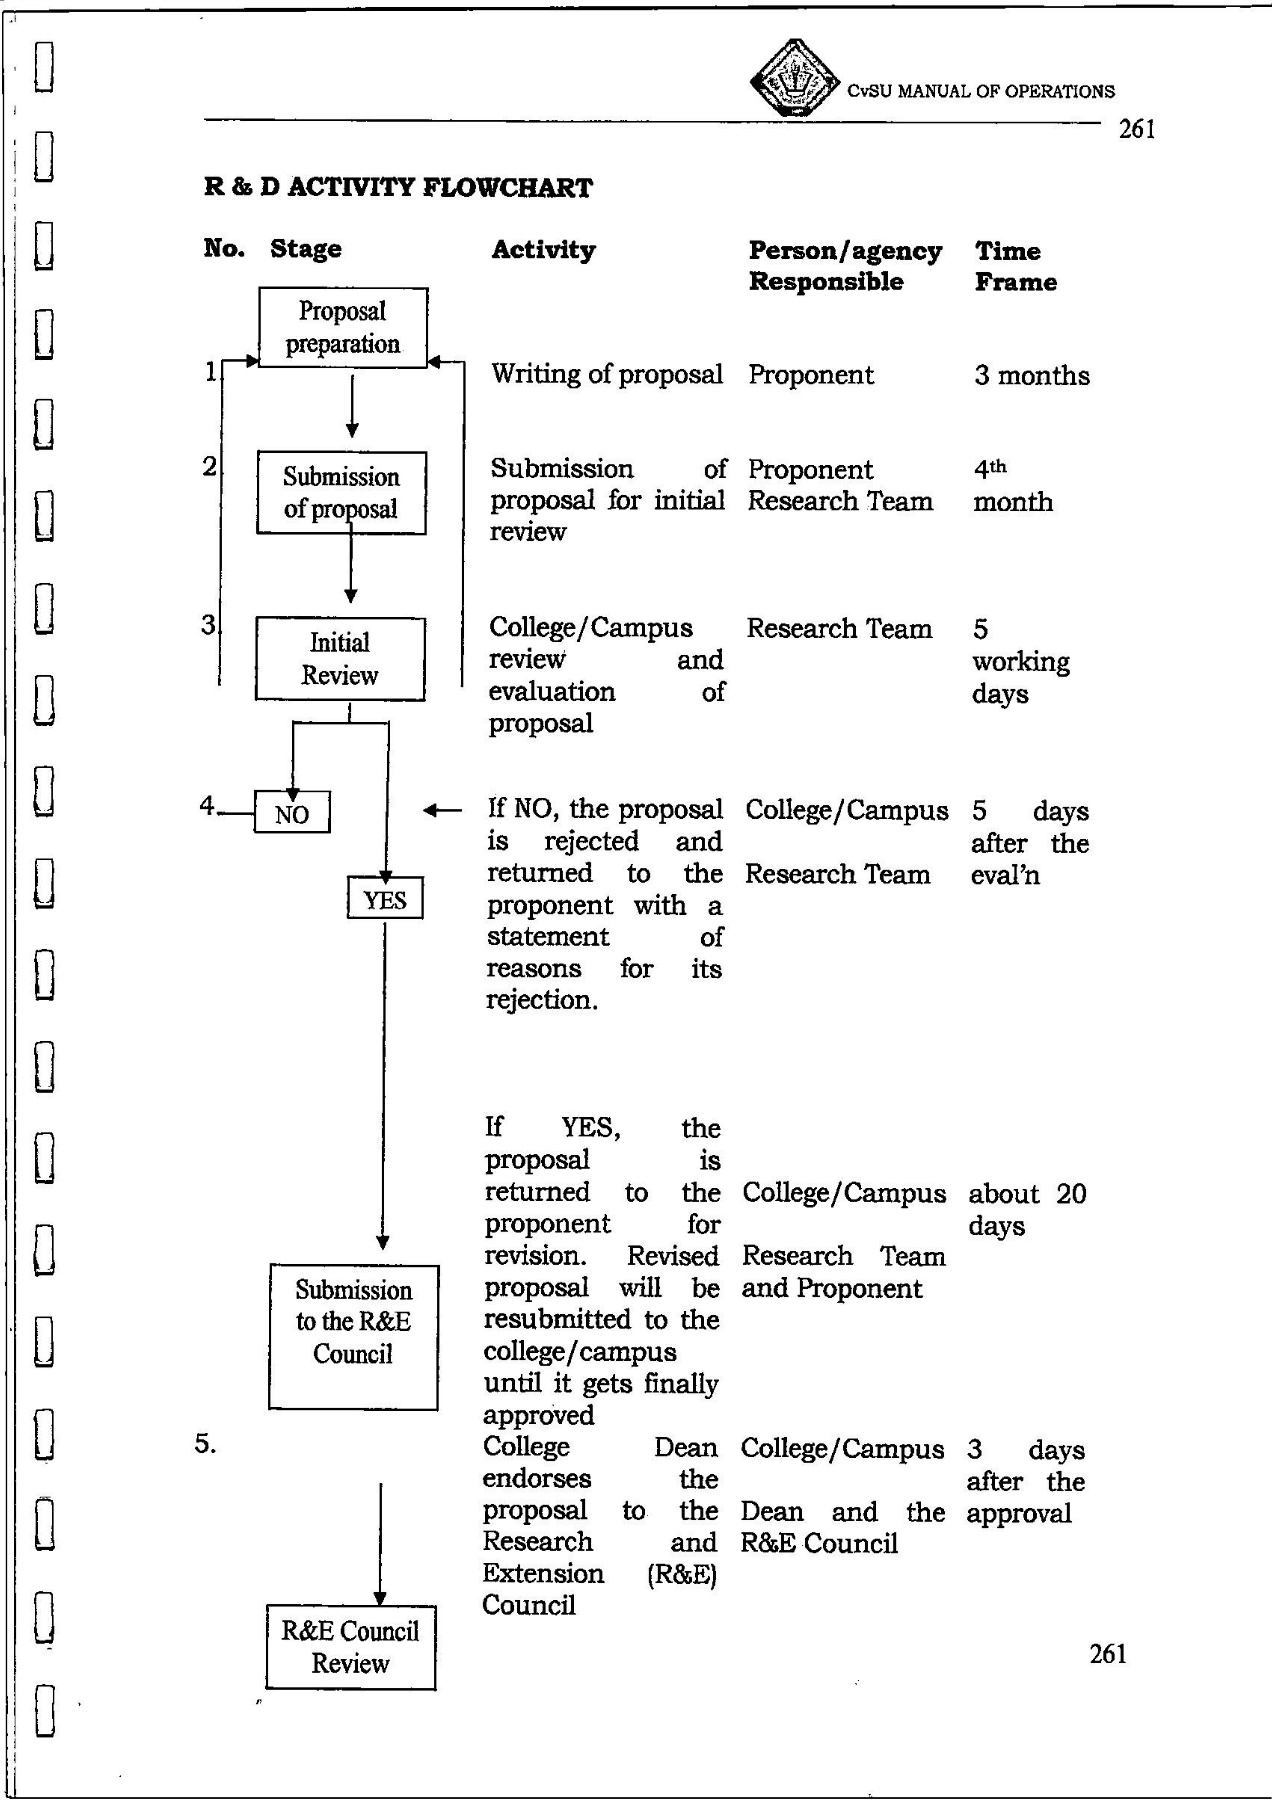 CvSU MANUAL OF OPERATIONS
261
R & D ACTIVITY FLOWCHART
No. Stage Activity Person/agency Time
Responsible Frame
Proposal
preparation
1 Writing of proposal Proponent 3 months
2 Submission of Proponent 4th
Submission
of proposal
proposal for initial Research Team month
review
3 College/Campus Research Team 5
Initial
Review
review and working
evaluation of days
proposal
4 NO If NO, the proposal College/Campus 5 days
is rejected and after the
returned to the Research Team eval'n
YES
proponent with a
statement of
reasons for its
rejection.
If YES, the
proposal is
returned to the College/Campus about 20
proponent for days
revision. Revised Research Team
Submission
to the R&E
Council
proposal will be and Proponent
resubmitted to the
college/campus
until it gets finally
approved
5. College Dean College/Campus 3 days
endorses the after the
proposal to the Dean and the approval
Research and R&E Council
Extension (R&E)
Council
R&E Council
Review
261